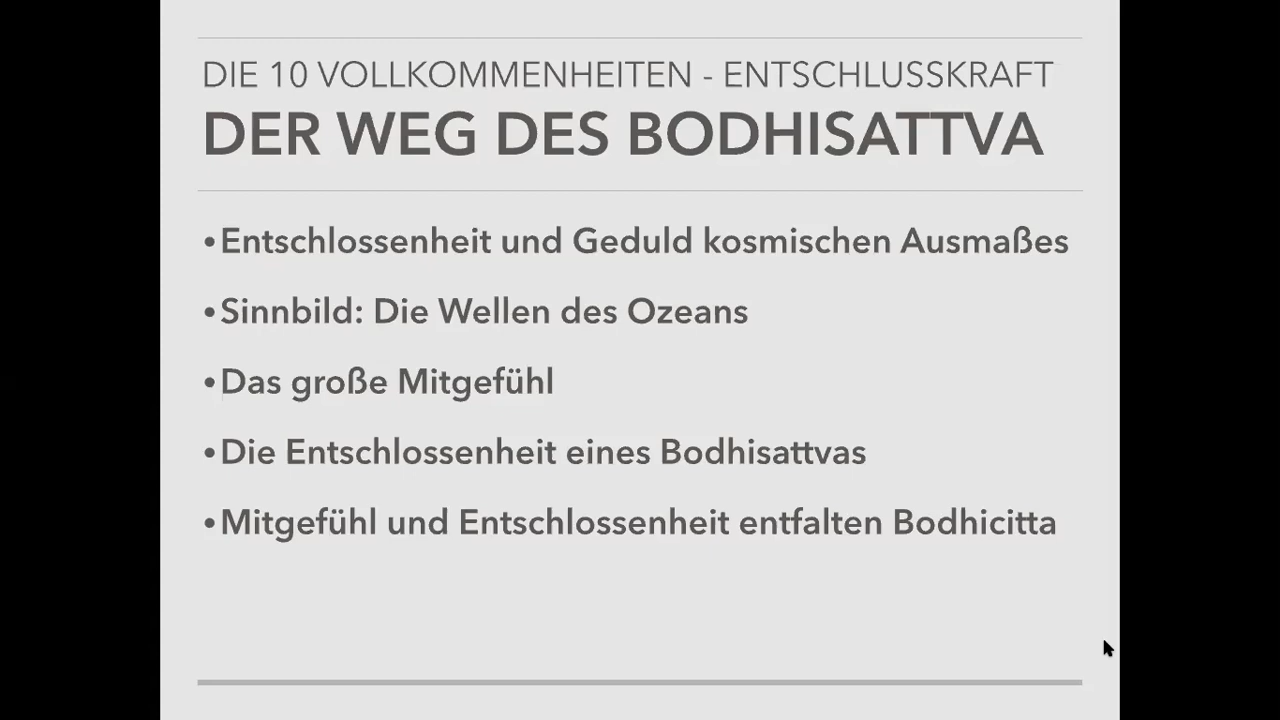 DIE 10 VOLLKOMMENHEITEN - ENTSCHLUSSKRAFT
DER WEG DES BODHISATTVA
•Entschlossenheit und Geduld kosmischen Ausmaßes
•Sinnbild: Die Wellen des Ozeans
•Das große Mitgefühl
•Die Entschlossenheit eines Bodhisattvas
•Mitgefühl und Entschlossenheit entfalten Bodhicitta